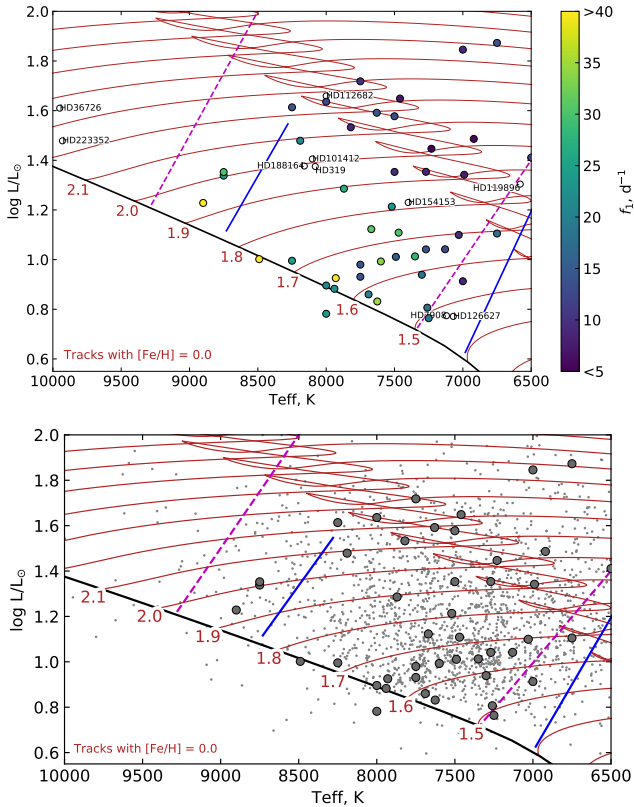 2.0
1.8
1.6
1.4
1.2
1.0
0.8
0.6
log L/L⊙
HD36726
HD223352
HD112682
HD188164
HD101412
HD319
HD154153
HD119896
HD7908
HD126627
2.1
2.0
1.9
1.8
1.7
1.6
1.5
Tracks with [Fe/H] = 0.0
10000 9500 9000 8500 8000 7500 7000 6500
Teff, K
>40
35
30
25
20
15
10
<5
f1, d⁻¹
2.0
1.8
1.6
1.4
1.2
1.0
0.8
0.6
log L/L⊙
2.1
2.0
1.9
1.8
1.7
1.6
1.5
Tracks with [Fe/H] = 0.0
10000 9500 9000 8500 8000 7500 7000 6500
Teff, K